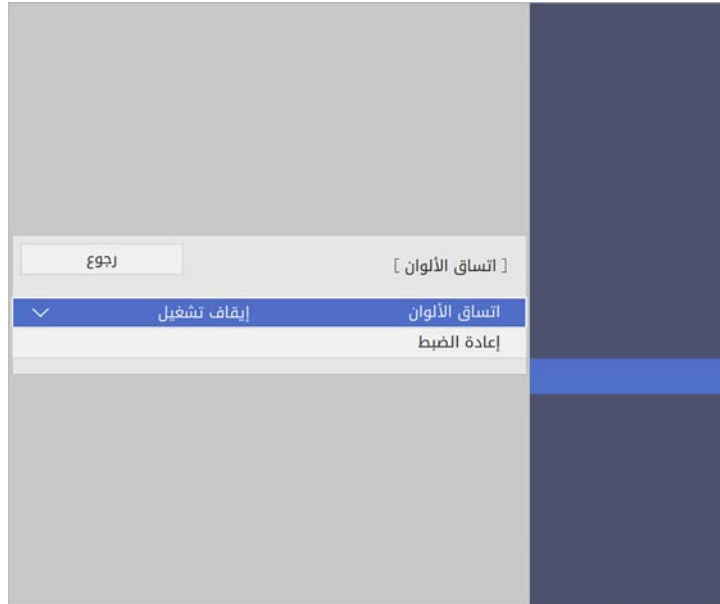 [ اتساق الألوان ] رجوع
اتساق الألوان إيقاف تشغيل
إعادة الضبط